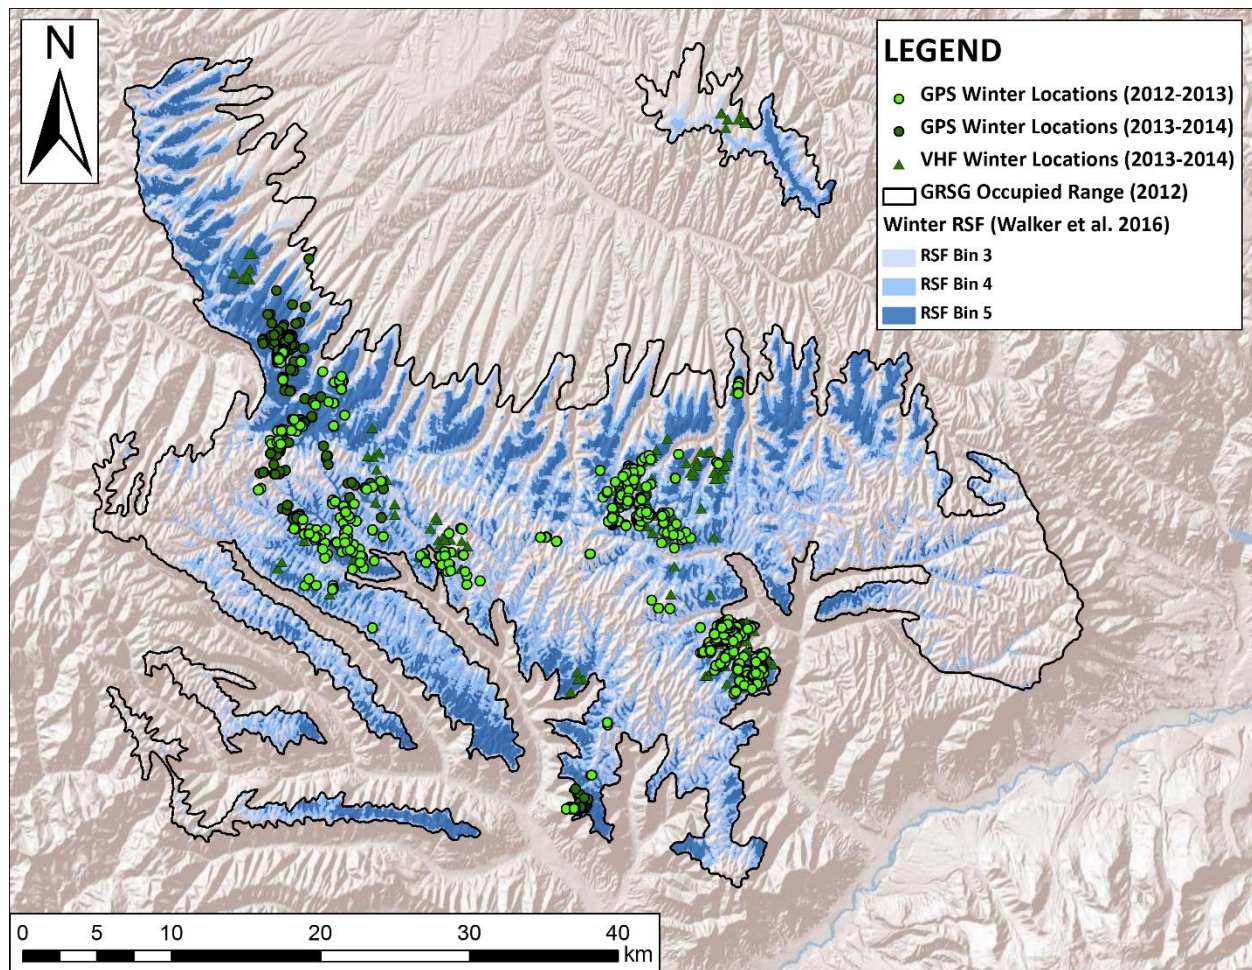 N
LEGEND
GPS Winter Locations (2012-2013)
GPS Winter Locations (2013-2014)
VHF Winter Locations (2013-2014)
GRSG Occupied Range (2012)
Winter RSF (Walker et al. 2016)
RSF Bin 3
RSF Bin 4
RSF Bin 5
0 5 10 20 30 40
km